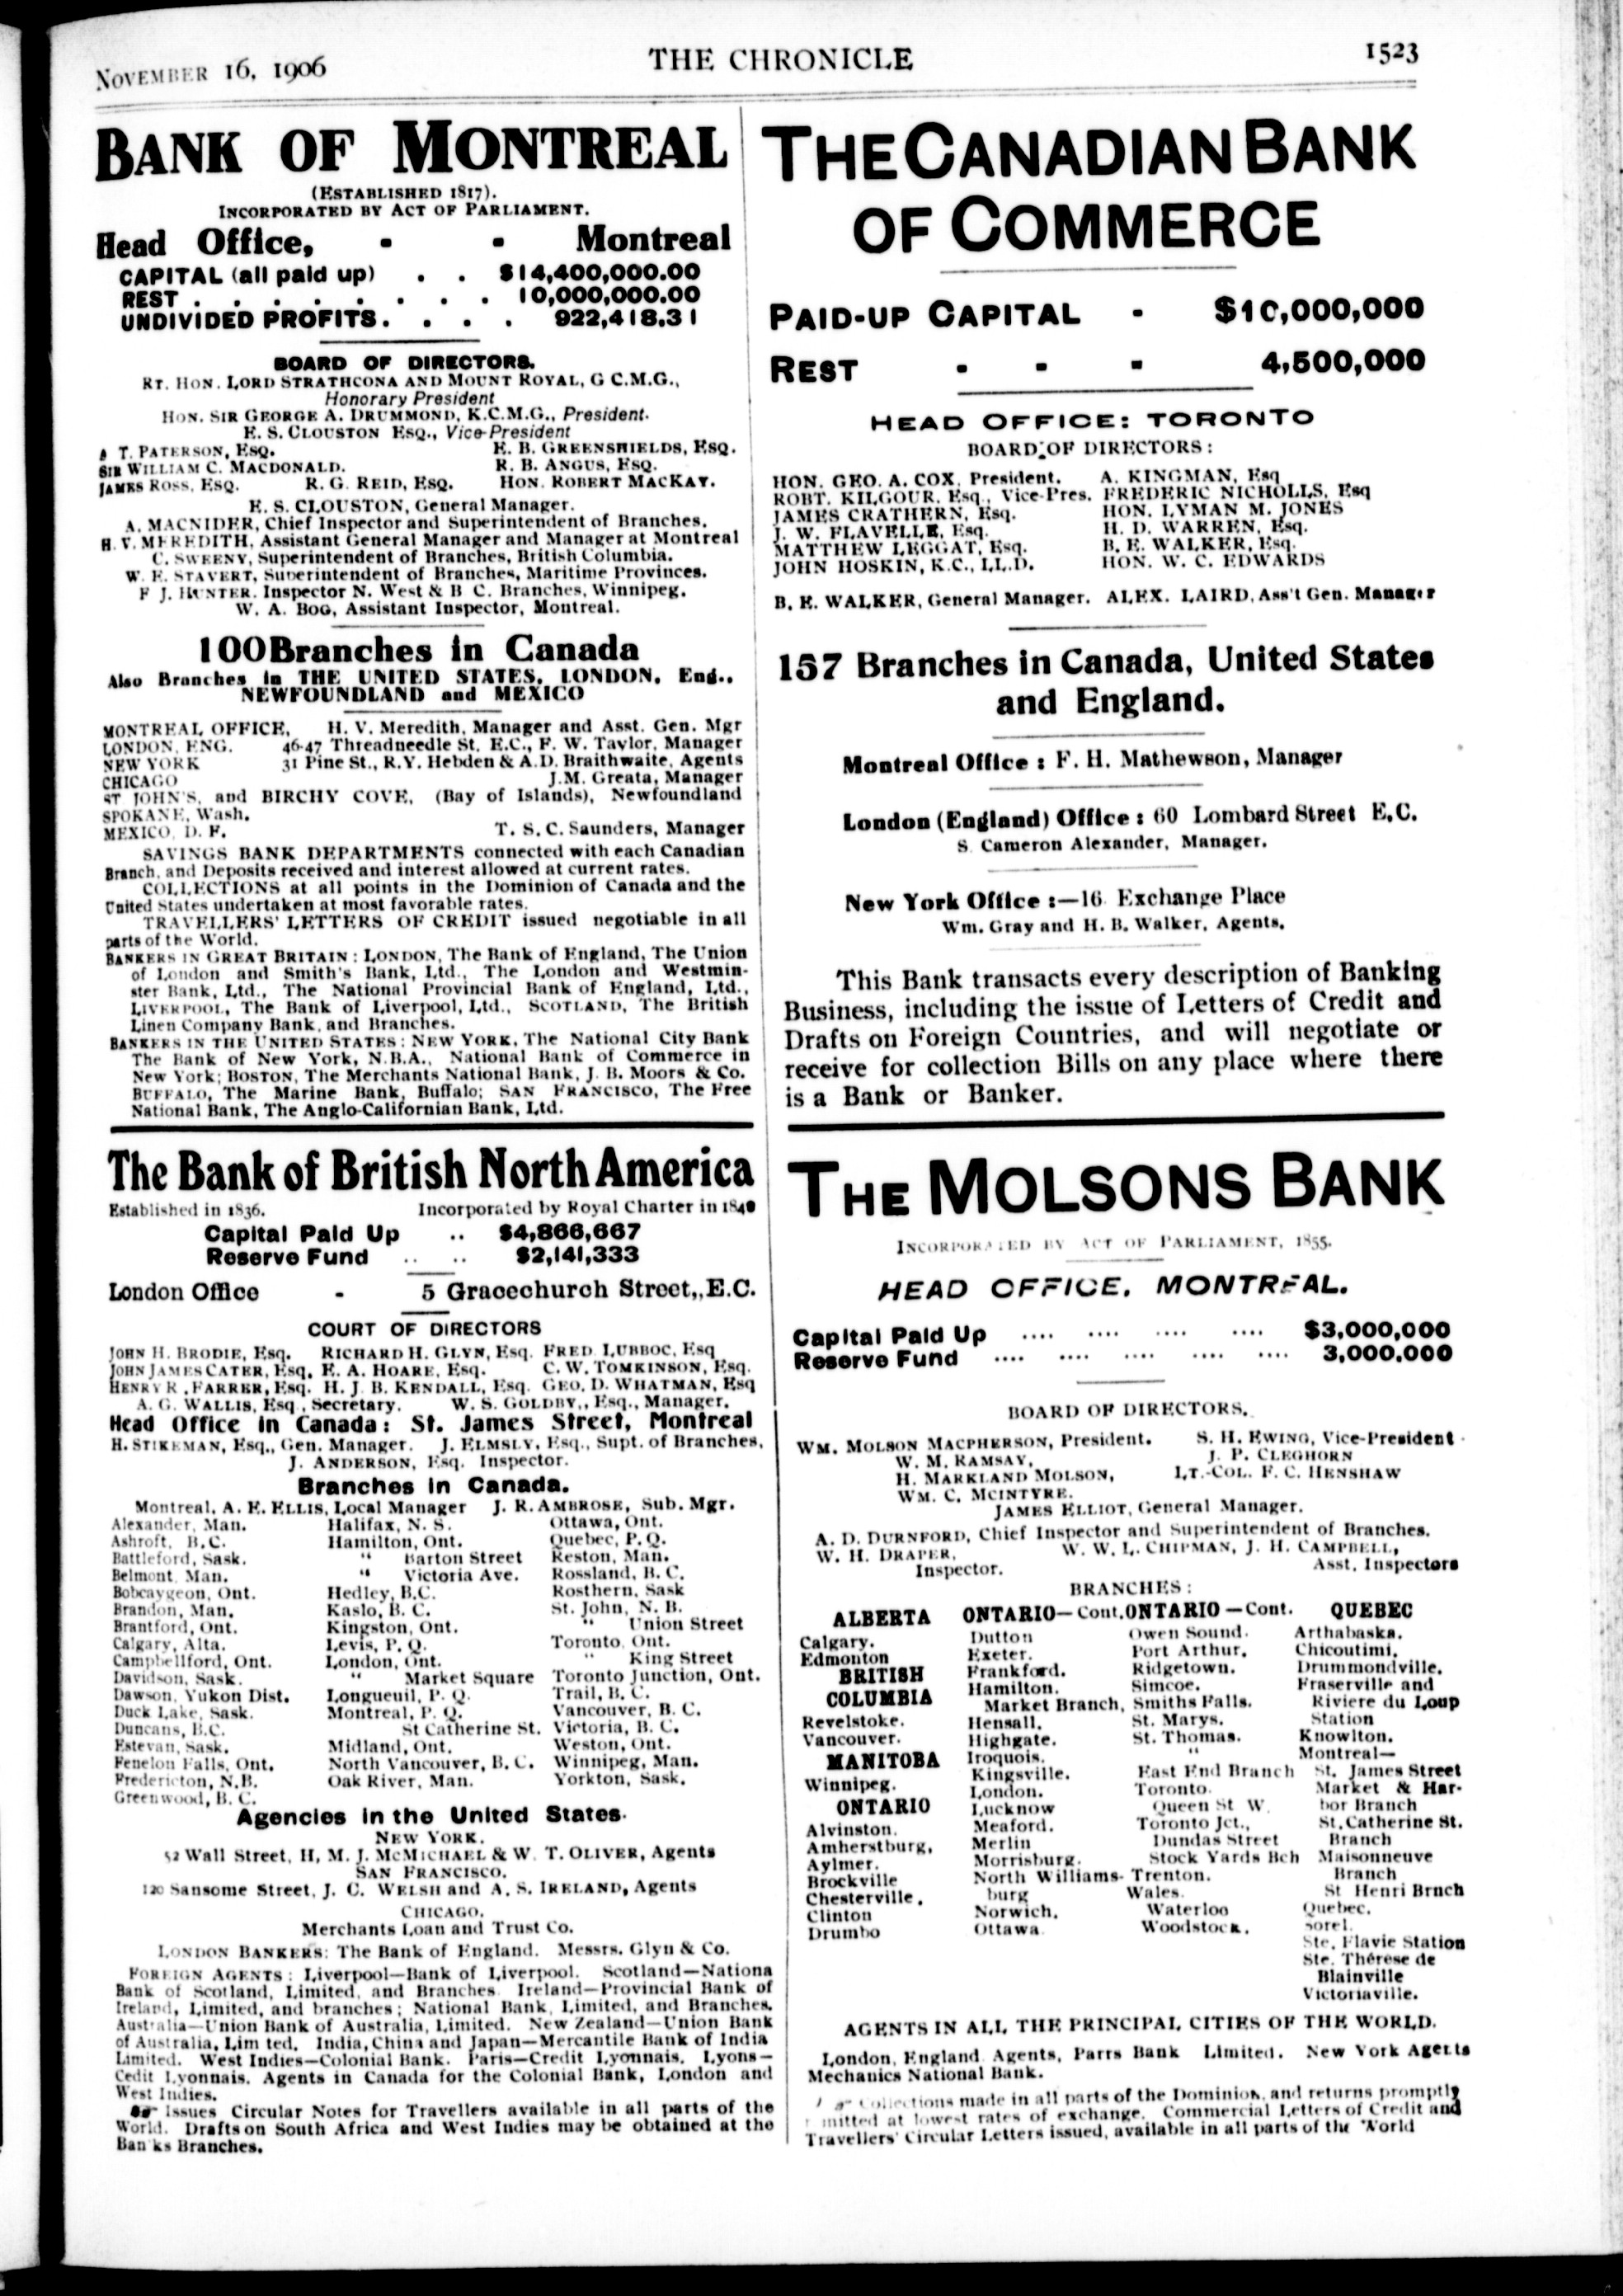 NOVEMBER 16, 1906
THE CHRONICLE
1523
BANK OF MONTREAL
(ESTABLISHED 1817).
INCORPORATED BY ACT OF PARLIAMENT.
Head Office, - - Montreal
CAPITAL (all paid up) . . $14,400,000.00
REST . . . . . . . . 10,000,000.00
UNDIVIDED PROFITS. . . . 922,418.31
BOARD OF DIRECTORS.
RT. HON. LORD STRATHCONA AND MOUNT ROYAL, G C.M.G.,
Honorary President
HON. SIR GEORGE A. DRUMMOND, K.C.M.G., President.
E. S. CLOUSTON ESQ., Vice-President
T. PATERSON, ESQ. E. B. GREENSHIELDS, ESQ.
SIR WILLIAM C. MACDONALD. R. B. ANGUS, ESQ.
JAMES ROSS, ESQ. R. G. REID, ESQ. HON. ROBERT MACKAY.
E. S. CLOUSTON, General Manager.
A. MACNIDER, Chief Inspector and Superintendent of Branches.
H. V. MEREDITH, Assistant General Manager and Manager at Montreal
C. SWEENY, Superintendent of Branches, British Columbia.
W. E. STAVERT, Superintendent of Branches, Maritime Provinces.
F J. HUNTER, Inspector N. West & B C. Branches, Winnipeg.
W. A. BOG, Assistant Inspector, Montreal.
100 Branches in Canada
Also Branches in THE UNITED STATES, LONDON, Eng.,
NEWFOUNDLAND and MEXICO
MONTREAL OFFICE, H. V. Meredith, Manager and Asst. Gen. Mgr
LONDON, ENG. 46-47 Threadneedle St. E.C., F. W. Taylor, Manager
NEW YORK 31 Pine St., R.Y. Hebden & A.D. Braithwaite, Agents
CHICAGO J.M. Greata, Manager
ST JOHN'S, and BIRCHY COVE, (Bay of Islands), Newfoundland
SPOKANE, Wash.
MEXICO, D. F. T. S. C. Saunders, Manager
SAVINGS BANK DEPARTMENTS connected with each Canadian
Branch, and Deposits received and interest allowed at current rates.
COLLECTIONS at all points in the Dominion of Canada and the
United States undertaken at most favorable rates.
TRAVELLERS' LETTERS OF CREDIT issued negotiable in all
parts of the World.
BANKERS IN GREAT BRITAIN : LONDON, The Bank of England, The Union
of London and Smith's Bank, Ltd., The London and Westmin-
ster Bank, Ltd., The National Provincial Bank of England, Ltd.,
LIVERPOOL, The Bank of Liverpool, Ltd., SCOTLAND, The British
Linen Company Bank, and Branches.
BANKERS IN THE UNITED STATES : NEW YORK, The National City Bank
The Bank of New York, N.B.A., National Bank of Commerce in
New York; BOSTON, The Merchants National Bank, J. B. Moors & Co.
BUFFALO, The Marine Bank, Buffalo; SAN FRANCISCO, The Free
National Bank, The Anglo-Californian Bank, Ltd.
The Bank of British North America
Established in 1836. Incorporated by Royal Charter in 1840
Capital Paid Up .. $4,866,667
Reserve Fund .. .. $2,141,333
London Office - 5 Gracechurch Street,,E.C.
COURT OF DIRECTORS
JOHN H. BRODIE, Esq. RICHARD H. GLYN, Esq. FRED LUBBOC, Esq
JOHN JAMES CATER, Esq. E. A. HOARE, Esq. C. W. TOMKINSON, Esq.
HENRY R. FARRER, Esq. H. J B. KENDALL, Esq. GEO. D. WHATMAN, Esq
A. G. WALLIS, Esq., Secretary. W. S. GOLDBY,, Esq., Manager.
Head Office in Canada: St. James Street, Montreal
H. STIKEMAN, Esq., Gen. Manager. J. ELMSLY, Esq., Supt. of Branches,
J. ANDERSON, Esq. Inspector.
Branches in Canada.
Montreal, A. E. ELLIS, Local Manager J. R. AMBROSE, Sub. Mgr.
Alexander, Man. Halifax, N. S. Ottawa, Ont.
Ashroft, B.C. Hamilton, Ont. Quebec, P.Q.
Battleford, Sask. " Barton Street Reston, Man.
Belmont, Man. " Victoria Ave. Rossland, B. C.
Bobcaygeon, Ont. Hedley, B.C. Rosthern, Sask
Brandon, Man. Kaslo, B. C. St. John, N. B.
Brantford, Ont. Kingston, Ont. " Union Street
Calgary, Alta. Levis, P. Q. Toronto, Ont.
Campbellford, Ont. London, Ont. " King Street
Davidson, Sask. " Market Square Toronto Junction, Ont.
Dawson, Yukon Dist. Longueuil, P. Q. Trail, B. C.
Duck Lake, Sask. Montreal, P. Q. Vancouver, B. C.
Duncans, B.C. St Catherine St. Victoria, B. C.
Estevan, Sask. Midland, Ont. Weston, Ont.
Fenelon Falls, Ont. North Vancouver, B. C. Winnipeg, Man.
Fredericton, N.B. Oak River, Man. Yorkton, Sask.
Greenwood, B. C.
Agencies in the United States.
NEW YORK.
52 Wall Street, H, M. J. MCMICHAEL & W. T. OLIVER, Agents
SAN FRANCISCO.
120 Sansome Street, J. C. WELSH and A. S. IRELAND, Agents
CHICAGO.
Merchants Loan and Trust Co.
LONDON BANKERS: The Bank of England. Messrs. Glyn & Co.
FOREIGN AGENTS : Liverpool—Bank of Liverpool. Scotland—Nationa
Bank of Scotland, Limited, and Branches. Ireland—Provincial Bank of
Ireland, Limited, and branches; National Bank, Limited, and Branches.
Australia—Union Bank of Australia, Limited. New Zealand—Union Bank
of Australia, Lim ted. India, China and Japan—Mercantile Bank of India
Limited. West Indies—Colonial Bank. Paris—Credit Lyonnais. Lyons—
Cedit Lyonnais. Agents in Canada for the Colonial Bank, London and
West Indies.
Issues Circular Notes for Travellers available in all parts of the
World. Drafts on South Africa and West Indies may be obtained at the
Ban ks Branches.
THE CANADIAN BANK
OF COMMERCE
PAID-UP CAPITAL - $10,000,000
REST - - - 4,500,000
HEAD OFFICE: TORONTO
BOARD OF DIRECTORS:
HON. GEO. A. COX, President. A. KINGMAN, Esq
ROBT. KILGOUR, Esq., Vice-Pres. FREDERIC NICHOLLS, Esq
JAMES CRATHERN, Esq. HON. LYMAN M. JONES
J. W. FLAVELLE, Esq. H. D. WARREN, Esq.
MATTHEW LEGGAT, Esq. B. E. WALKER, Esq.
JOHN HOSKIN, K.C., LL.D. HON. W. C. EDWARDS
B. E. WALKER, General Manager. ALEX. LAIRD, Ass't Gen. Manager
157 Branches in Canada, United States
and England.
Montreal Office : F. H. Mathewson, Manager
London (England) Office : 60 Lombard Street E.C.
S. Cameron Alexander, Manager.
New York Office :—16 Exchange Place
Wm. Gray and H. B. Walker, Agents.
This Bank transacts every description of Banking
Business, including the issue of Letters of Credit and
Drafts on Foreign Countries, and will negotiate or
receive for collection Bills on any place where there
is a Bank or Banker.
THE MOLSONS BANK
INCORPORATED BY ACT OF PARLIAMENT, 1855.
HEAD OFFICE, MONTREAL.
Capital Paid Up .... .... .... .... $3,000,000
Reserve Fund .... .... .... .... .... 3,000.000
BOARD OF DIRECTORS.
WM. MOLSON MACPHERSON, President. S. H. EWING, Vice-President
W. M. RAMSAY, J. P. CLEGHORN
H. MARKLAND MOLSON, LT.-COL. F. C. HENSHAW
WM. C. MCINTYRE.
JAMES ELLIOT, General Manager.
A. D. DURNFORD, Chief Inspector and Superintendent of Branches.
W. H. DRAPER, W. W. L. CHIPMAN, J. H. CAMPBELL,
Inspector. Asst. Inspectors
BRANCHES :
ALBERTA
Calgary.
Edmonton
BRITISH
COLUMBIA
Revelstoke.
Vancouver.
MANITOBA
Winnipeg.
ONTARIO
Alvinston.
Amherstburg,
Aylmer.
Brockville
Chesterville.
Clinton
Drumbo
ONTARIO—Cont.
Dutton
Exeter.
Frankford.
Hamilton.
Market Branch,
Hensall.
Highgate.
Iroquois.
Kingsville.
London.
Lucknow
Meaford.
Merlin
Morrisburg.
North Williams-
burg
Norwich.
Ottawa
ONTARIO—Cont.
Owen Sound.
Port Arthur.
Ridgetown.
Simcoe.
Smiths Falls.
St. Marys.
St. Thomas.
"
East End Branch
Toronto.
Queen St W.
Toronto Jct.,
Dundas Street
Stock Yards Bch
Trenton.
Wales.
Waterloo
Woodstock.
QUEBEC
Arthabaska.
Chicoutimi.
Drummondville.
Fraserville and
Riviere du Loup
Station
Knowlton.
Montreal—
St. James Street
Market & Har-
bor Branch
St. Catherine St.
Branch
Maisonneuve
Branch
St Henri Brnch
Quebec.
Sorel.
Ste. Flavie Station
Ste. Thérèse de
Blainville
Victoriaville.
AGENTS IN ALL THE PRINCIPAL CITIES OF THE WORLD.
London, England Agents, Parrs Bank Limited. New York Agents
Mechanics National Bank.
Collections made in all parts of the Dominion, and returns promptly
mitted at lowest rates of exchange. Commercial Letters of Credit and
Travellers' Circular Letters issued, available in all parts of the World